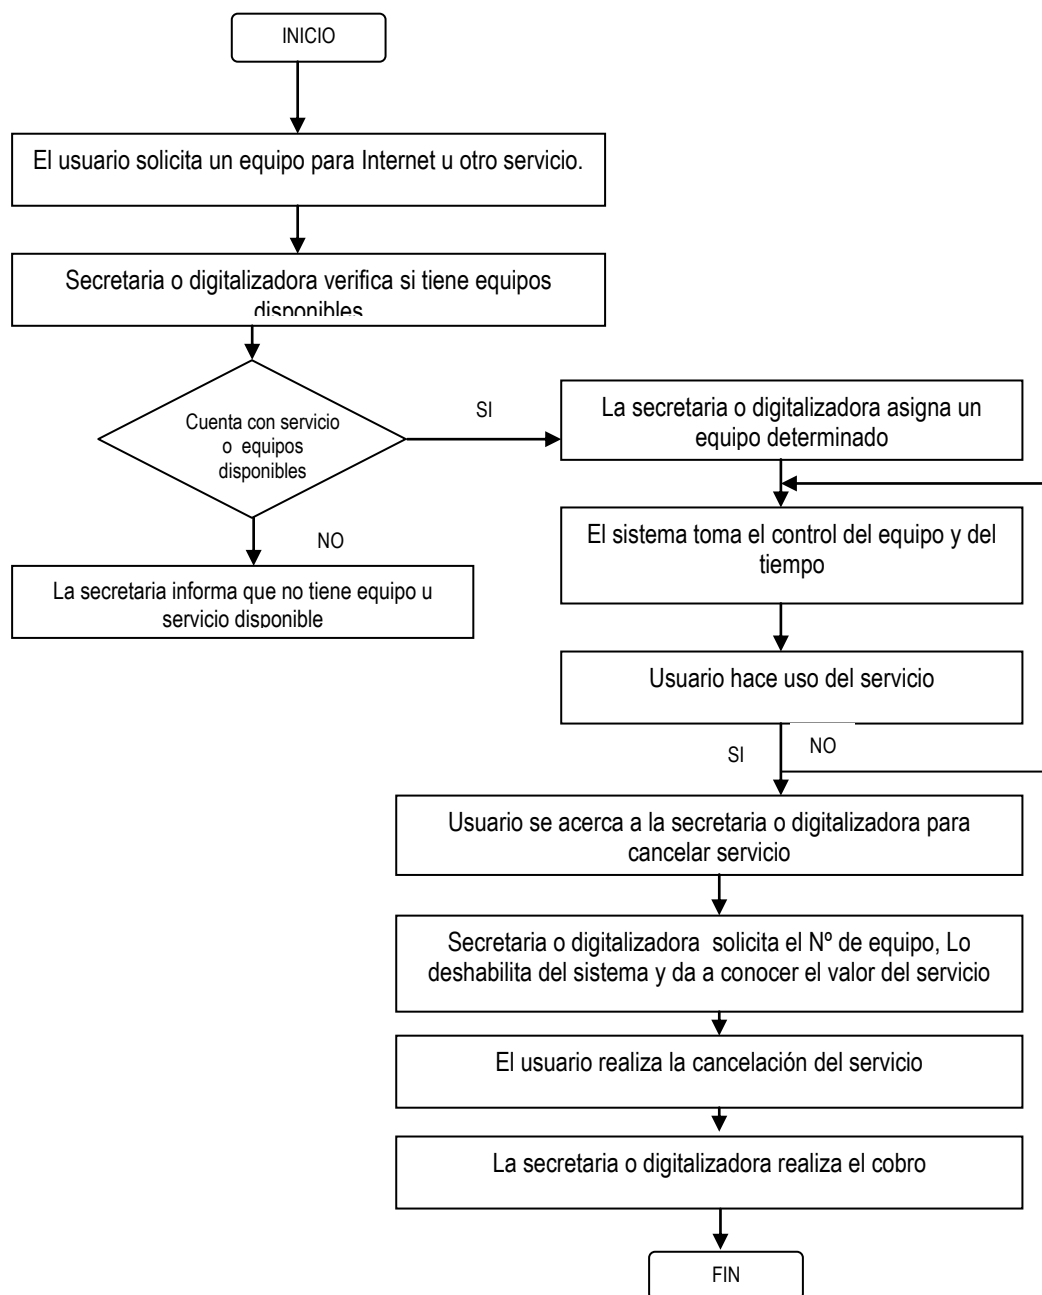 INICIO
El usuario solicita un equipo para Internet u otro servicio.
Secretaria o digitalizadora verifica si tiene equipos
disponibles
Cuenta con servicio
o equipos
disponibles
SI
NO
La secretaria informa que no tiene equipo u
servicio disponible
La secretaria o digitalizadora asigna un
equipo determinado
El sistema toma el control del equipo y del
tiempo
Usuario hace uso del servicio
SI
NO
Usuario se acerca a la secretaria o digitalizadora para
cancelar servicio
Secretaria o digitalizadora solicita el Nº de equipo, Lo
deshabilita del sistema y da a conocer el valor del servicio
El usuario realiza la cancelación del servicio
La secretaria o digitalizadora realiza el cobro
FIN